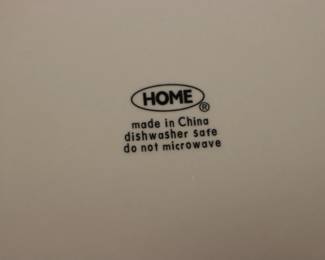 HOME®
made in China
dishwasher safe
do not microwave